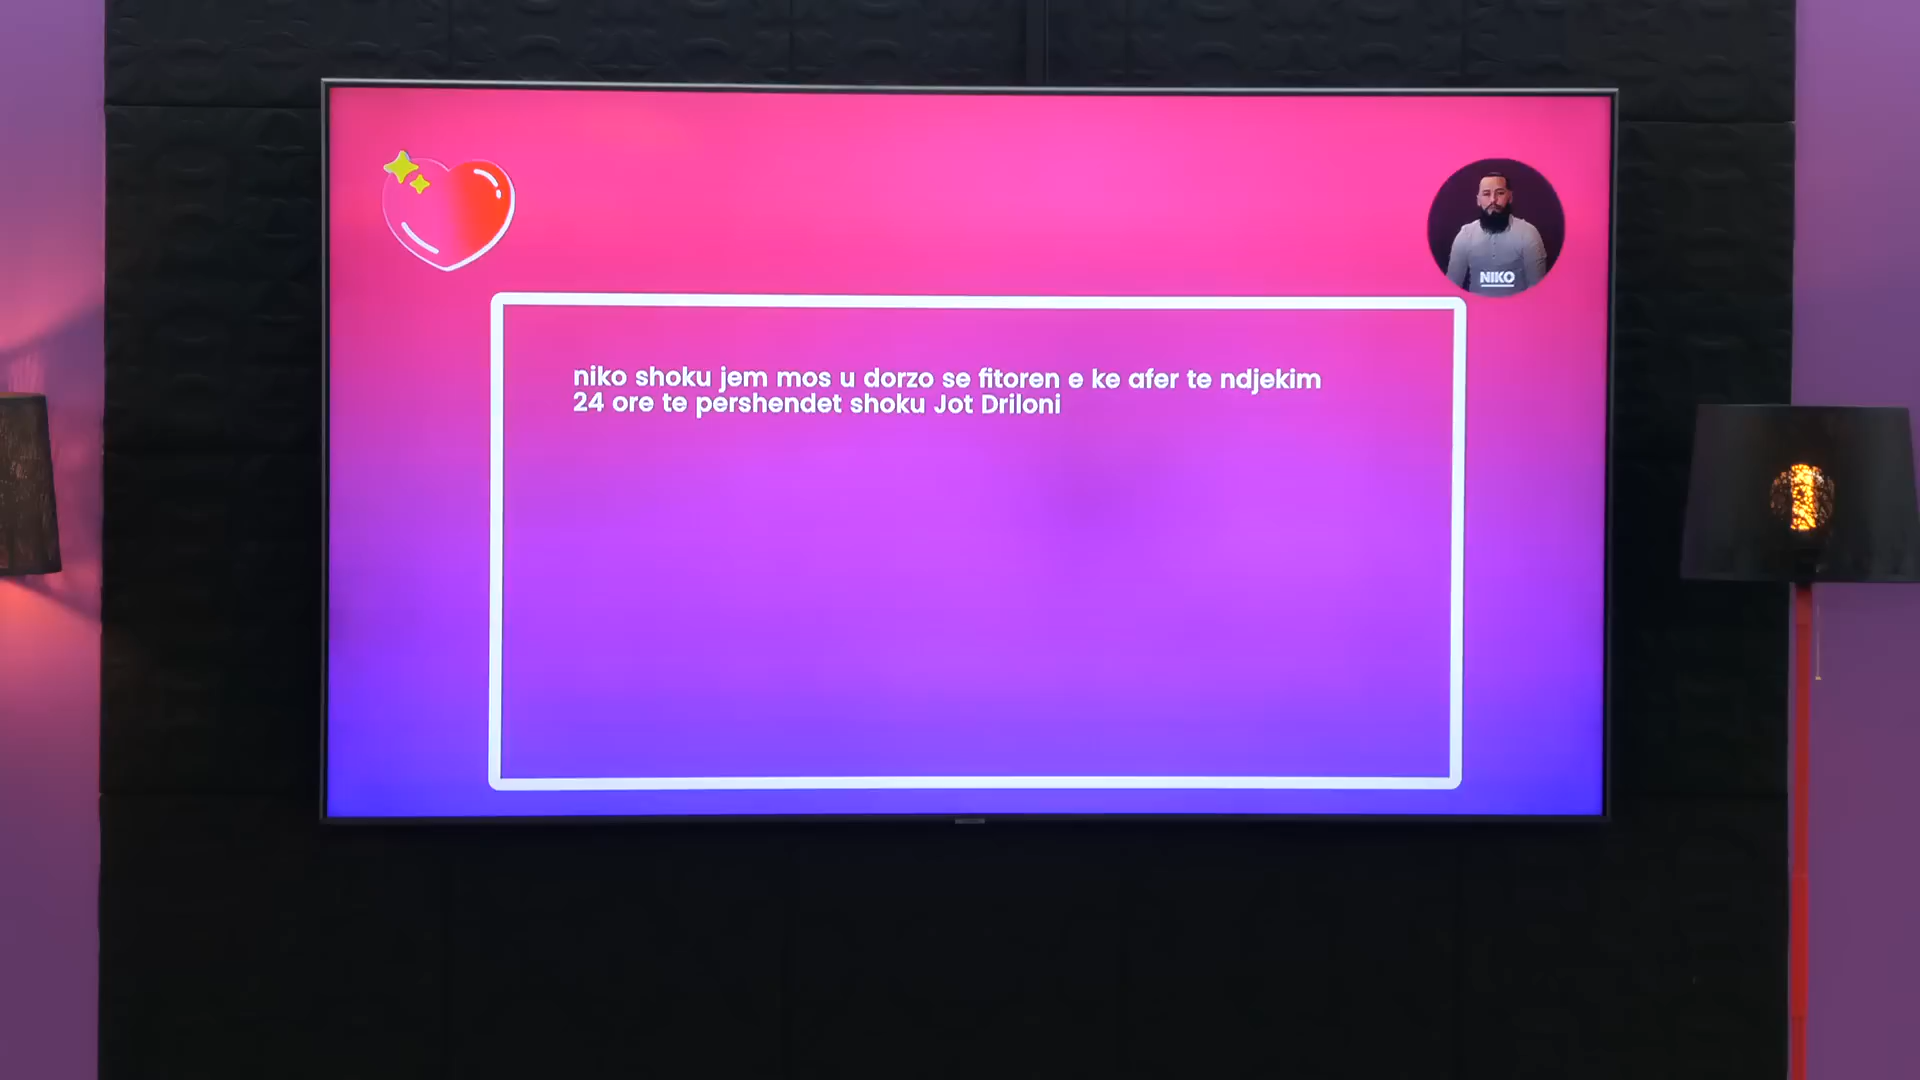 NIKO
niko shoku jem mos u dorzo se fitoren e ke afer te ndjekim
24 ore te pershendet shoku Jot Driloni